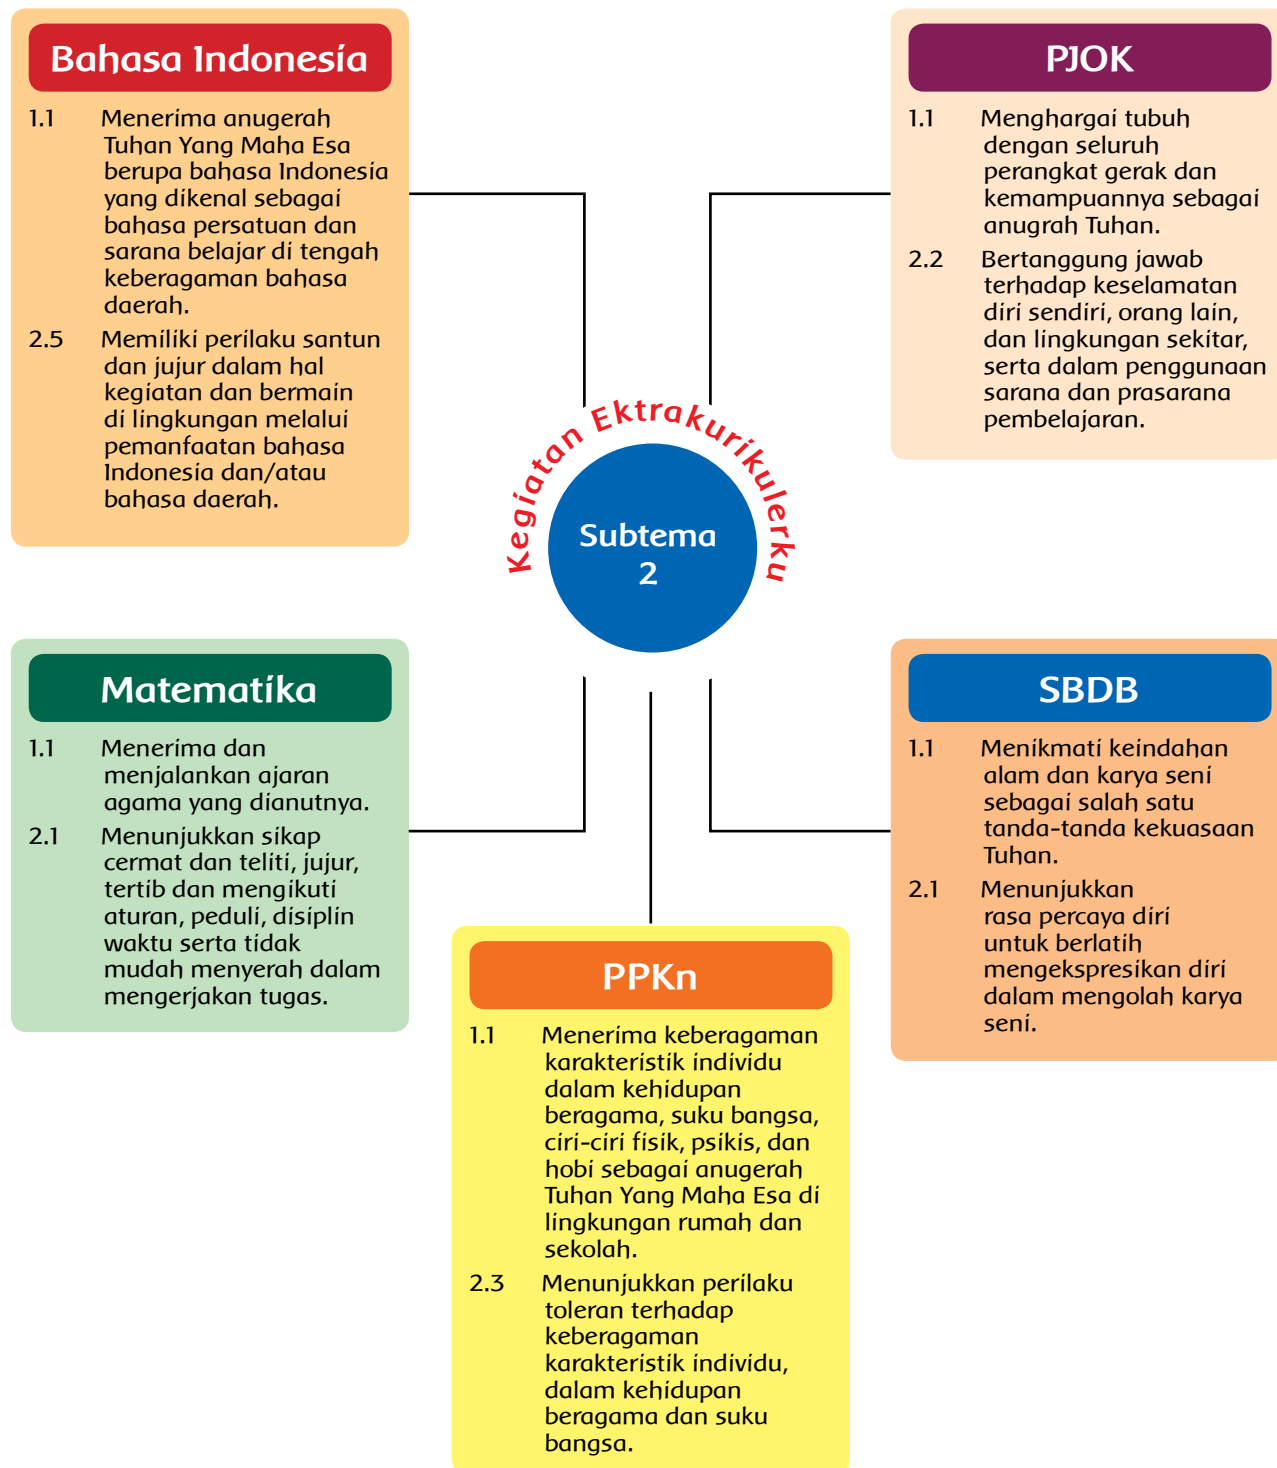 Bahasa Indonesia
1.1 Menerima anugerah
Tuhan Yang Maha Esa
berupa bahasa Indonesia
yang dikenal sebagai
bahasa persatuan dan
sarana belajar di tengah
keberagaman bahasa
daerah.
2.5 Memiliki perilaku santun
dan jujur dalam hal
kegiatan dan bermain
di lingkungan melalui
pemanfaatan bahasa
Indonesia dan/atau
bahasa daerah.
PJOK
1.1 Menghargai tubuh
dengan seluruh
perangkat gerak dan
kemampuannya sebagai
anugrah Tuhan.
2.2 Bertanggung jawab
terhadap keselamatan
diri sendiri, orang lain,
dan lingkungan sekitar,
serta dalam penggunaan
sarana dan prasarana
pembelajaran.
Kegiatan Ektrakurikulerku
Subtema
2
Matematika
1.1 Menerima dan
menjalankan ajaran
agama yang dianutnya.
2.1 Menunjukkan sikap
cermat dan teliti, jujur,
tertib dan mengikuti
aturan, peduli, disiplin
waktu serta tidak
mudah menyerah dalam
mengerjakan tugas.
SBDB
1.1 Menikmati keindahan
alam dan karya seni
sebagai salah satu
tanda-tanda kekuasaan
Tuhan.
2.1 Menunjukkan
rasa percaya diri
untuk berlatih
mengekspresikan diri
dalam mengolah karya
seni.
PPKn
1.1 Menerima keberagaman
karakteristik individu
dalam kehidupan
beragama, suku bangsa,
ciri-ciri fisik, psikis, dan
hobi sebagai anugerah
Tuhan Yang Maha Esa di
lingkungan rumah dan
sekolah.
2.3 Menunjukkan perilaku
toleran terhadap
keberagaman
karakteristik individu,
dalam kehidupan
beragama dan suku
bangsa.